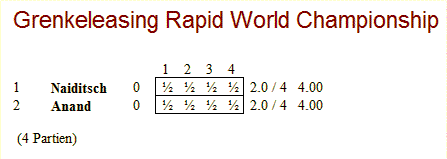 Grenkeleasing Rapid World Championship
1 2 3 4
1 Naiditsch 0 ½ ½ ½ ½ 2.0 / 4 4.00
2 Anand 0 ½ ½ ½ ½ 2.0 / 4 4.00
(4 Partien)